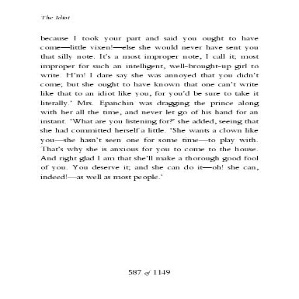 The Idiot
because I took your part and said you ought to have
come—little vixen!—else she would never have sent you
that silly note. It's a most improper note, I call it; most
improper for such an intelligent, well-brought-up girl to
write. H'm! I dare say she was annoyed that you didn't
come; but she ought to have known that one can't write
like that to an idiot like you, for you'd be sure to take it
literally.' Mrs. Epanchin was dragging the prince along
with her all the time, and never let go of his hand for an
instant. 'What are you listening for?' she added, seeing that
she had committed herself a little. 'She wants a clown like
you—she hasn't seen one for some time—to play with.
That's why she is anxious for you to come to the house.
And right glad I am that she'll make a thorough good fool
of you. You deserve it; and she can do it—oh! she can,
indeed!—as well as most people.'
587 of 1149